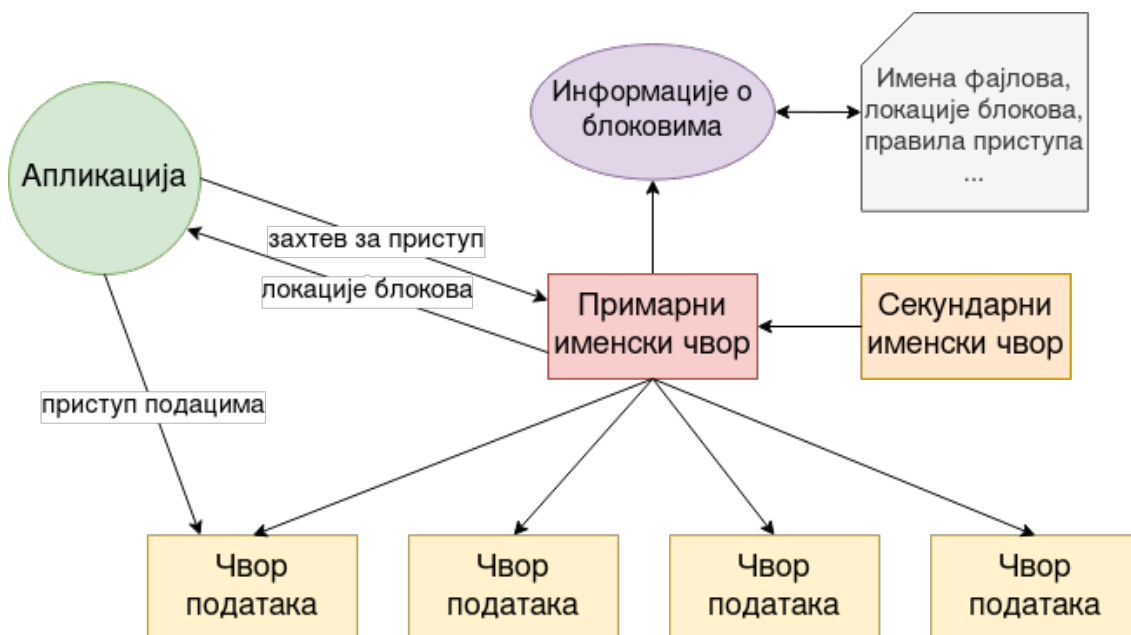 Информације о
блоковима
Имена фајлова,
локације блокова,
правила приступа
...
Апликација
захтев за приступ
локације блокова
Примарни
именски чвор
Секундарни
именски чвор
приступ подацима
Чвор
података
Чвор
података
Чвор
података
Чвор
података